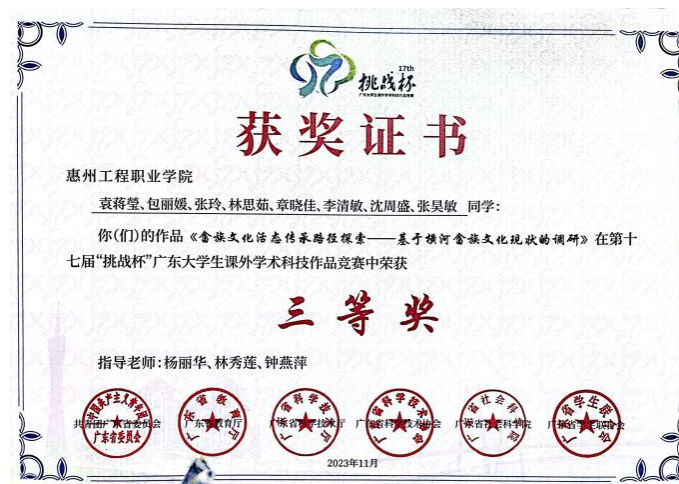 17th
挑战杯
获奖证书
惠州工程职业学院
袁蒋莹、包丽媛、张玲、林思茹、章晓佳、李清敏、沈周盛、张昊敏 同学:
你(们)的作品《畲族文化活态传承路径探索——基于横河畲族文化现状的调研》在第十
七届“挑战杯”广东大学生课外学术科技作品竞赛中荣获
三等奖
指导老师:杨丽华、林秀莲、钟燕萍
共青团广东省委员会 广东省教育厅 广东省科学技术厅 广东省科学技术协会 广东省社会科学院 广东省学生联合会
2023年11月